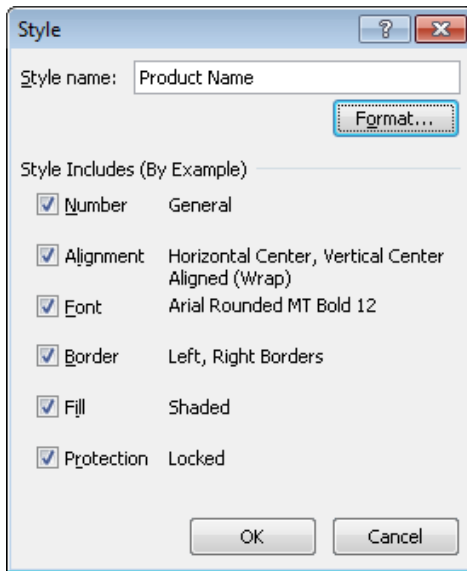 Style
Style name: Product Name
Format...
Style Includes (By Example)
Number General
Alignment Horizontal Center, Vertical Center
Aligned (Wrap)
Font Arial Rounded MT Bold 12
Border Left, Right Borders
Fill Shaded
Protection Locked
OK Cancel